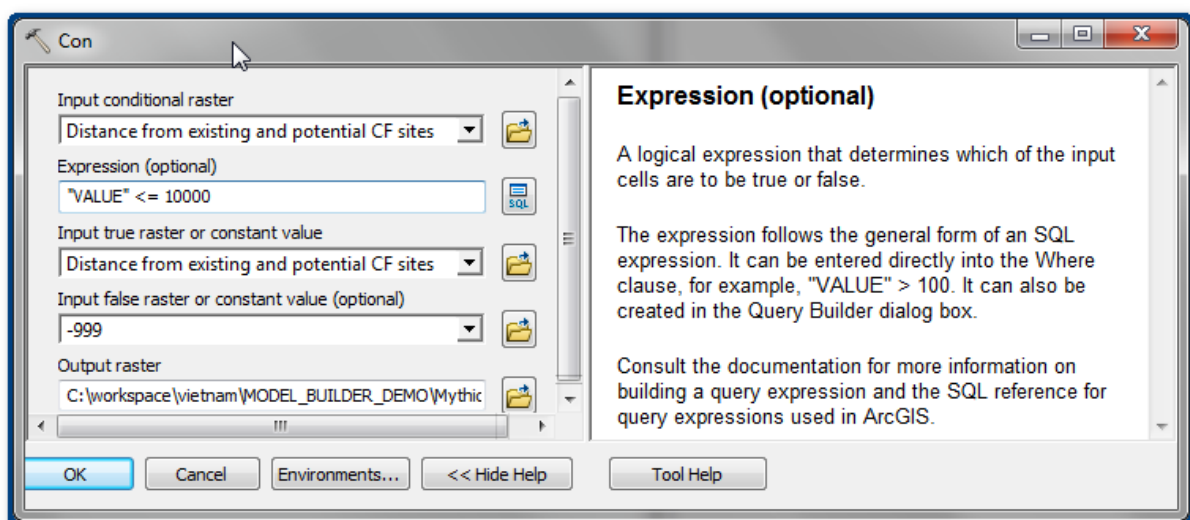 Con
Input conditional raster
Distance from existing and potential CF sites
Expression (optional)
"VALUE" <= 10000
SQL
Input true raster or constant value
Distance from existing and potential CF sites
Input false raster or constant value (optional)
-999
Output raster
C:\workspace\vietnam\MODEL_BUILDER_DEMO\Mythic
OK
Cancel
Environments...
<< Hide Help
Expression (optional)
A logical expression that determines which of the input
cells are to be true or false.
The expression follows the general form of an SQL
expression. It can be entered directly into the Where
clause, for example, "VALUE" > 100. It can also be
created in the Query Builder dialog box.
Consult the documentation for more information on
building a query expression and the SQL reference for
query expressions used in ArcGIS.
Tool Help